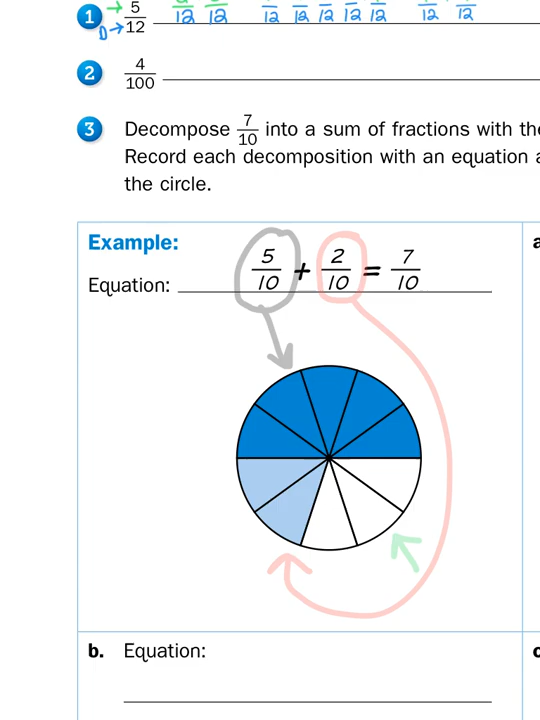 1 5/12 12 12 12 12 12 12 12 12 12
D
2 4/100
3 Decompose 7/10 into a sum of fractions with the
Record each decomposition with an equation a
the circle.
Example:
Equation: 5/10 + 2/10 = 7/10
a
b. Equation:
c